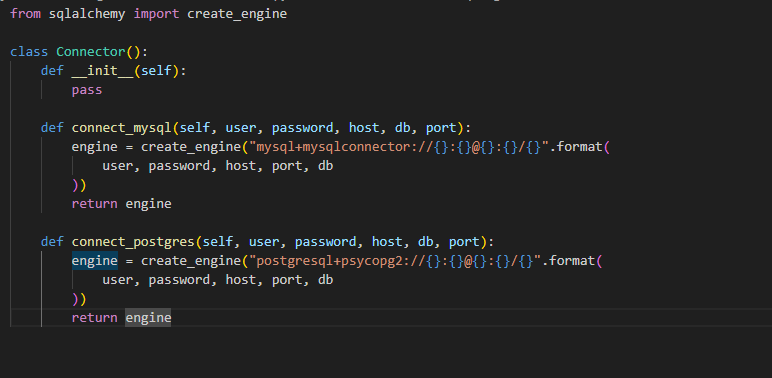 from sqlalchemy import create_engine
class Connector():
    def __init__(self):
        pass
    def connect_mysql(self, user, password, host, db, port):
        engine = create_engine("mysql+mysqlconnector://{}:{}@{}:{}/{}".format(
            user, password, host, port, db
        ))
        return engine
    def connect_postgres(self, user, password, host, db, port):
        engine = create_engine("postgresql+psycopg2://{}:{}@{}:{}/{}".format(
            user, password, host, port, db
        ))
        return engine